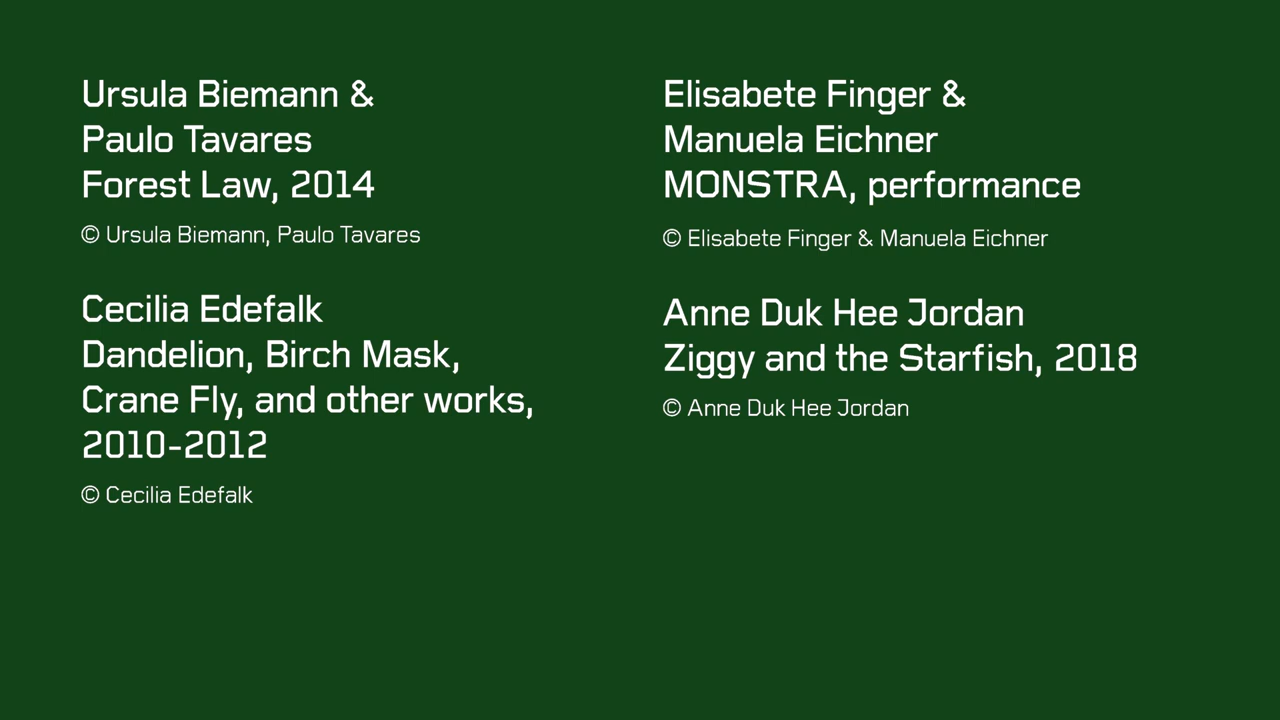 Ursula Biemann &
Paulo Tavares
Forest Law, 2014
© Ursula Biemann, Paulo Tavares
Cecilia Edefalk
Dandelion, Birch Mask,
Crane Fly, and other works,
2010-2012
© Cecilia Edefalk
Elisabete Finger &
Manuela Eichner
MONSTRA, performance
© Elisabete Finger & Manuela Eichner
Anne Duk Hee Jordan
Ziggy and the Starfish, 2018
© Anne Duk Hee Jordan